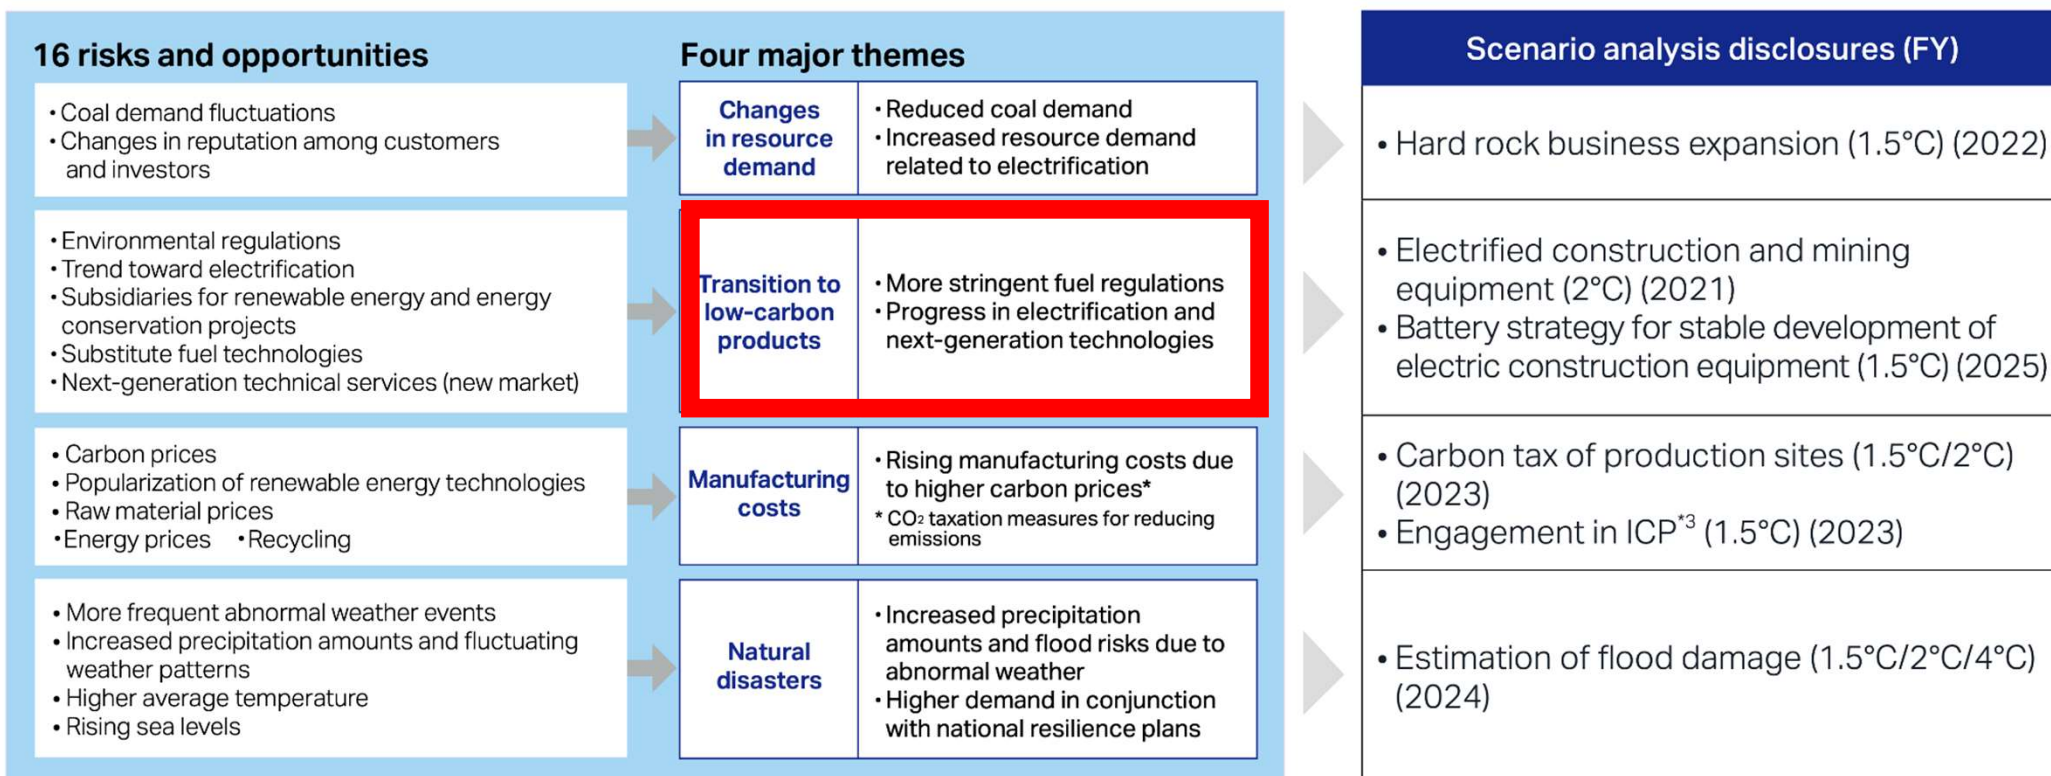 16 risks and opportunities
Four major themes
Scenario analysis disclosures (FY)
•Coal demand fluctuations
•Changes in reputation among customers
and investors
Changes
in resource
demand
•Reduced coal demand
•Increased resource demand
related to electrification
• Hard rock business expansion (1.5°C) (2022)
•Environmental regulations
•Trend toward electrification
•Subsidiaries for renewable energy and energy
conservation projects
•Substitute fuel technologies
•Next-generation technical services (new market)
Transition to
low-carbon
products
•More stringent fuel regulations
•Progress in electrification and
next-generation technologies
• Electrified construction and mining
equipment (2°C) (2021)
• Battery strategy for stable development of
electric construction equipment (1.5°C) (2025)
• Carbon prices
• Popularization of renewable energy technologies
• Raw material prices
•Energy prices •Recycling
Manufacturing
costs
•Rising manufacturing costs due
to higher carbon prices*
* CO₂ taxation measures for reducing
emissions
• Carbon tax of production sites (1.5°C/2°C)
(2023)
• Engagement in ICP*3 (1.5°C) (2023)
• More frequent abnormal weather events
• Increased precipitation amounts and fluctuating
weather patterns
• Higher average temperature
• Rising sea levels
Natural
disasters
•Increased precipitation
amounts and flood risks due to
abnormal weather
•Higher demand in conjunction
with national resilience plans
• Estimation of flood damage (1.5°C/2°C/4°C)
(2024)